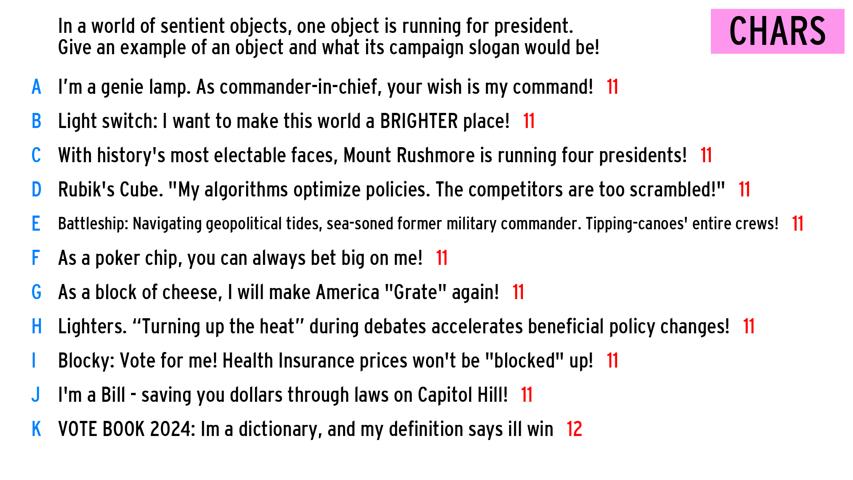 In a world of sentient objects, one object is running for president.
Give an example of an object and what its campaign slogan would be!
CHARS
A I’m a genie lamp. As commander-in-chief, your wish is my command! 11
B Light switch: I want to make this world a BRIGHTER place! 11
C With history's most electable faces, Mount Rushmore is running four presidents! 11
D Rubik's Cube. "My algorithms optimize policies. The competitors are too scrambled!" 11
E Battleship: Navigating geopolitical tides, sea-soned former military commander. Tipping-canoes' entire crews! 11
F As a poker chip, you can always bet big on me! 11
G As a block of cheese, I will make America "Grate" again! 11
H Lighters. “Turning up the heat” during debates accelerates beneficial policy changes! 11
I Blocky: Vote for me! Health Insurance prices won't be "blocked" up! 11
J I'm a Bill - saving you dollars through laws on Capitol Hill! 11
K VOTE BOOK 2024: Im a dictionary, and my definition says ill win 12